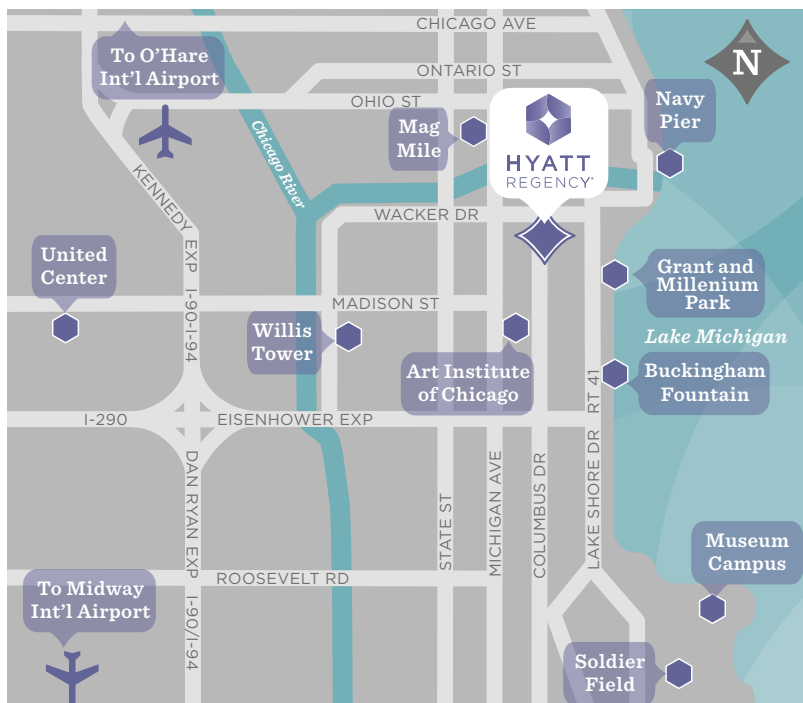 CHICAGO AVE
To O'Hare
Int'l Airport
N
ONTARIO ST
OHIO ST
Navy
Pier
Mag
Mile
HYATT
REGENCY®
Chicago River
KENNEDY EXP I-90-I-94
WACKER DR
United
Center
Grant and
Millenium
Park
MADISON ST
Willis
Tower
Lake Michigan
Art Institute
of Chicago
Buckingham
Fountain
I-290
EISENHOWER EXP
LAKE SHORE DR RT 41
DAN RYAN EXP I-90/I-94
STATE ST
MICHIGAN AVE
COLUMBUS DR
Museum
Campus
ROOSEVELT RD
To Midway
Int'l Airport
Soldier
Field